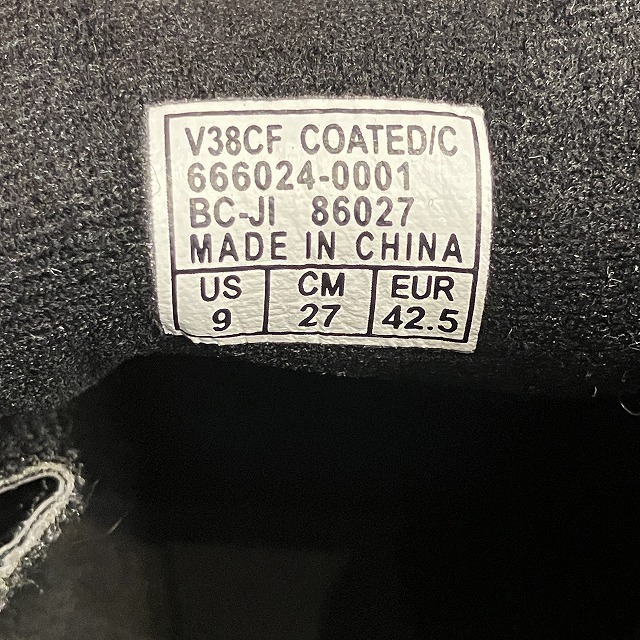 V38CF COATED/C
666024-0001
BC-JI 86027
MADE IN CHINA
US CM EUR
9 27 42.5